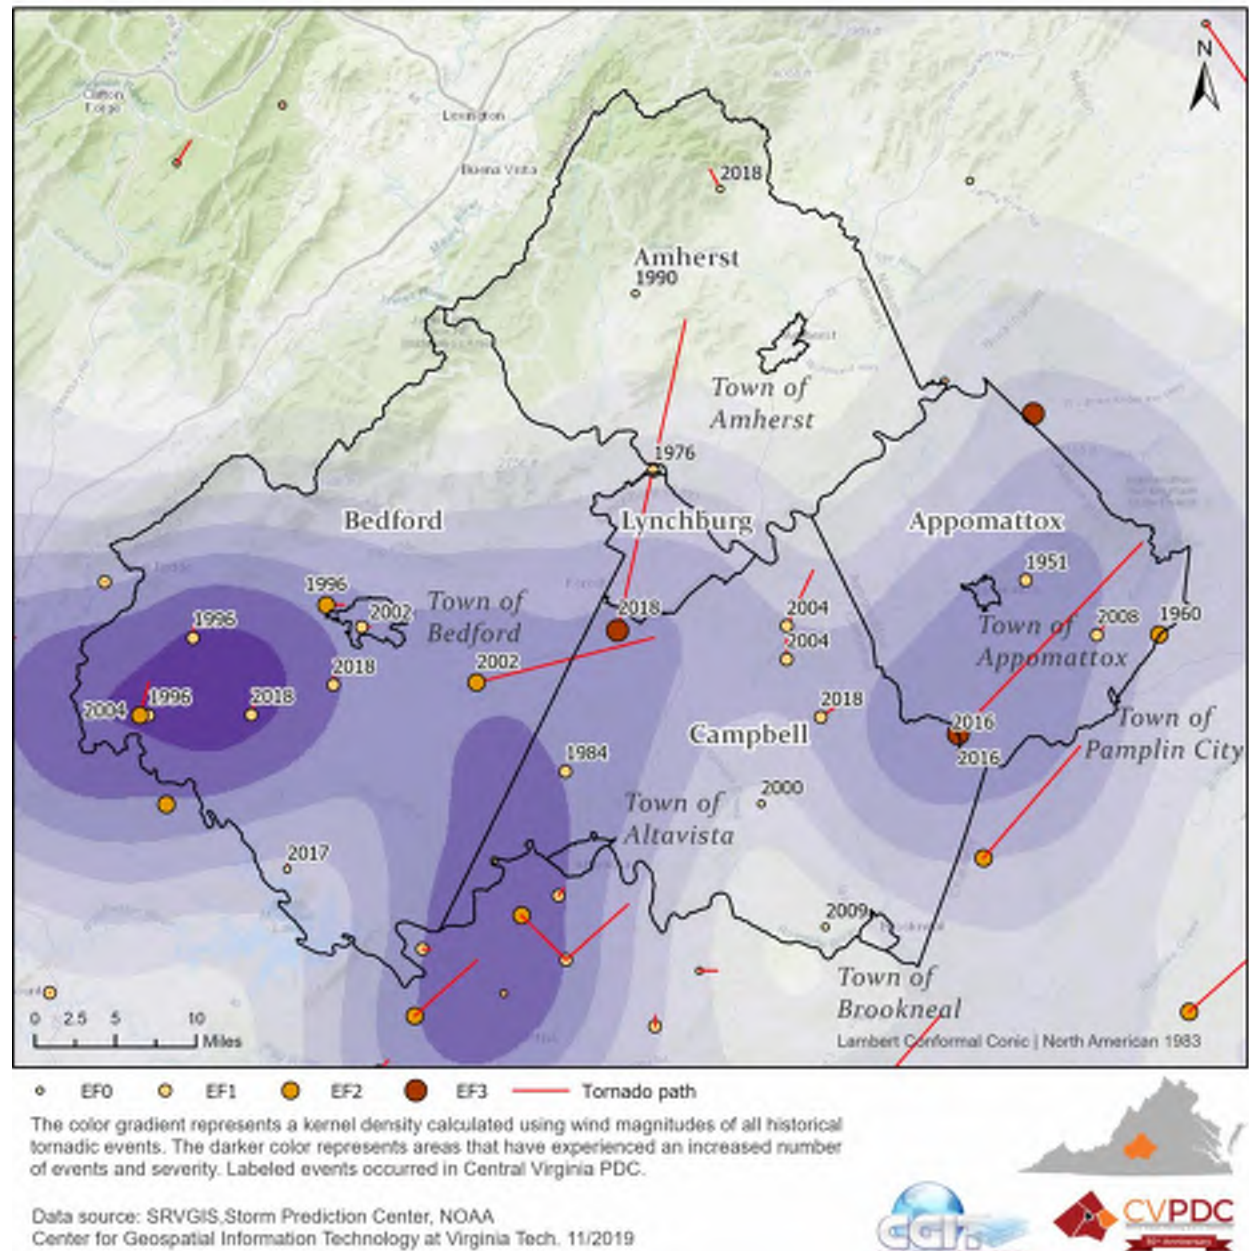 N
Clifton
Forge
Lexington
Buena Vista
2018
Amherst
1990
Town of
Amherst
1976
Bedford
Lynchburg
Appomattox
1996
2002
Town of
Bedford
2018
2004
1951
1996
2004
2008
1960
Town of
Appomattox
2002
2018
2004
1996
2018
2018
2016
Town of
Pamplin City
Campbell
2016
1984
2000
Town of
Altavista
2017
2009
Brookneal
Town of
Brookneal
0 2.5 5 10
Miles
Lambert Conformal Conic | North American 1983
EF0 EF1 EF2 EF3 Tornado path
The color gradient represents a kernel density calculated using wind magnitudes of all historical
tornadic events. The darker color represents areas that have experienced an increased number
of events and severity. Labeled events occurred in Central Virginia PDC.
Data source: SRVGIS,Storm Prediction Center, NOAA
Center for Geospatial Information Technology at Virginia Tech. 11/2019
CGIT
CVPDC